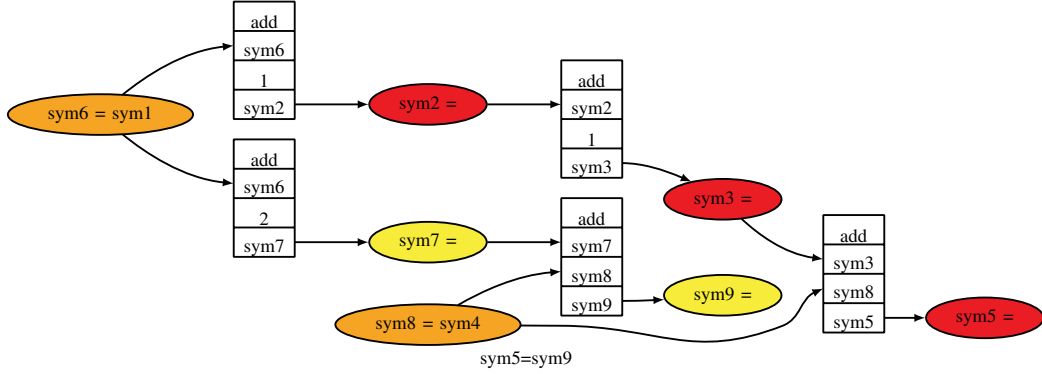 add
sym6
1
sym2
sym6 = sym1
add
sym6
2
sym7
sym2 =
add
sym2
1
sym3
sym7 =
add
sym7
sym8
sym9
sym8 = sym4
sym3 =
sym9 =
add
sym3
sym8
sym5
sym5 =
sym5=sym9